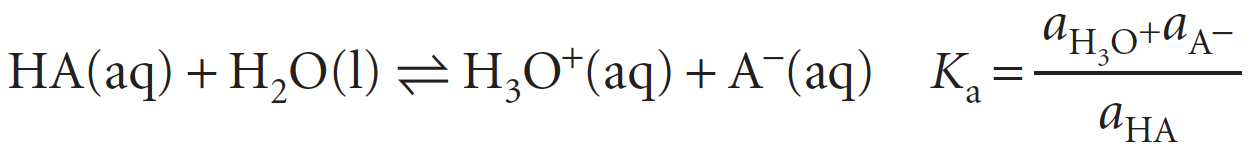 HA(aq) + H₂O(l) ⇌ H₃O⁺(aq) + A⁻(aq) Kₐ = a_{H₃O⁺}a_{A⁻} / a_{HA}